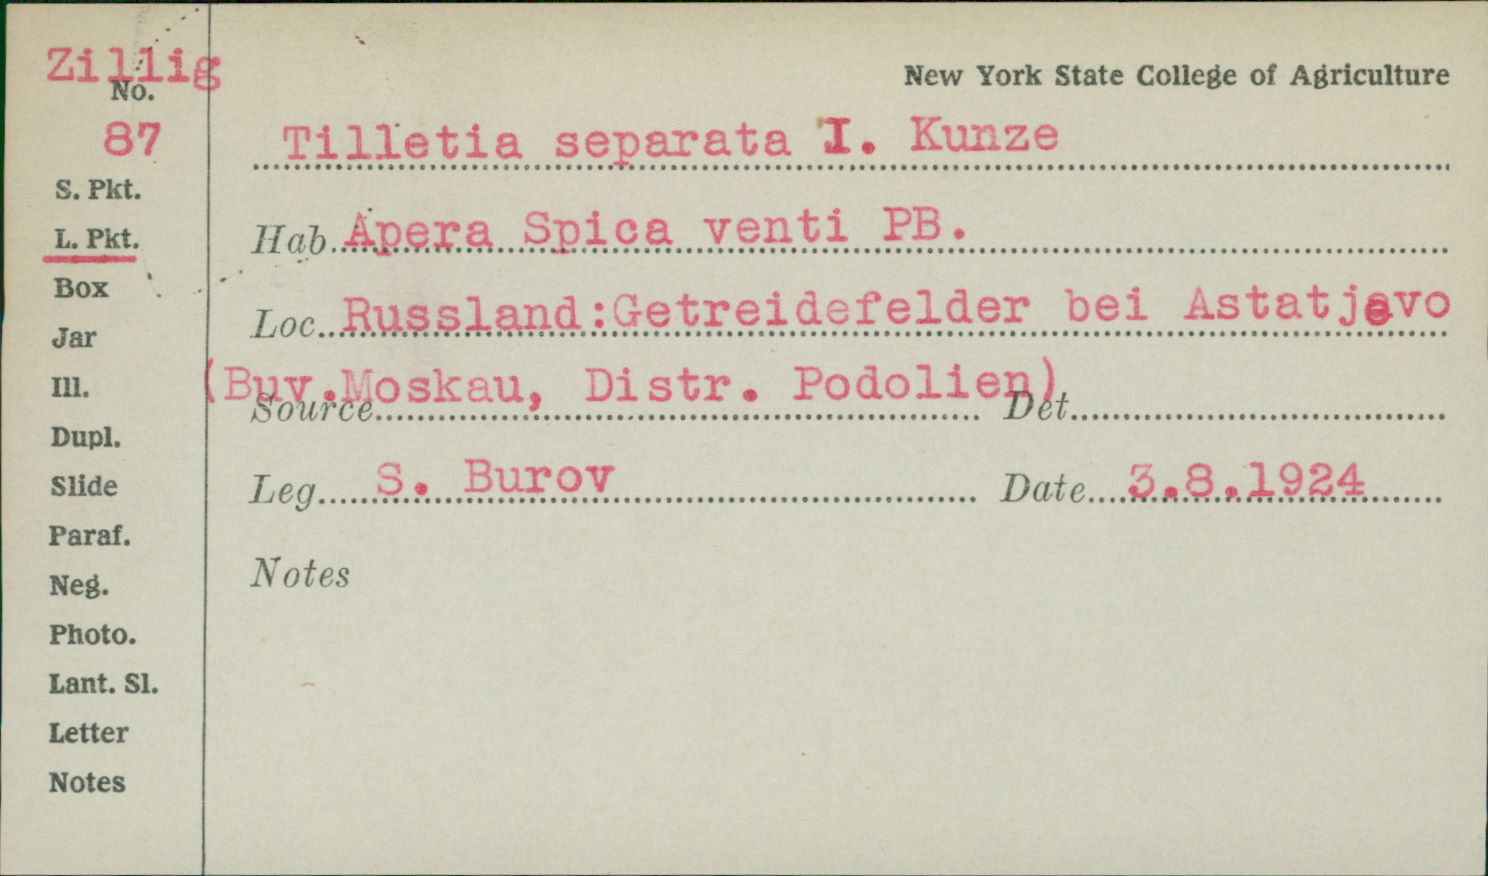 Zillig
No.
87
S. Pkt.
L. Pkt.
Box
Jar
Ill.
Dupl.
Slide
Paraf.
Neg.
Photo.
Lant. Sl.
Letter
Notes
New York State College of Agriculture
Tilletia separata I. Kunze
Hab. Apera Spica venti PB.
Loc. Russland:Getreidefelder bei Astatjevo
(Buv.Moskau, Distr. Podolien)
Source Det
Leg. S. Burov Date 3.8.1924
Notes